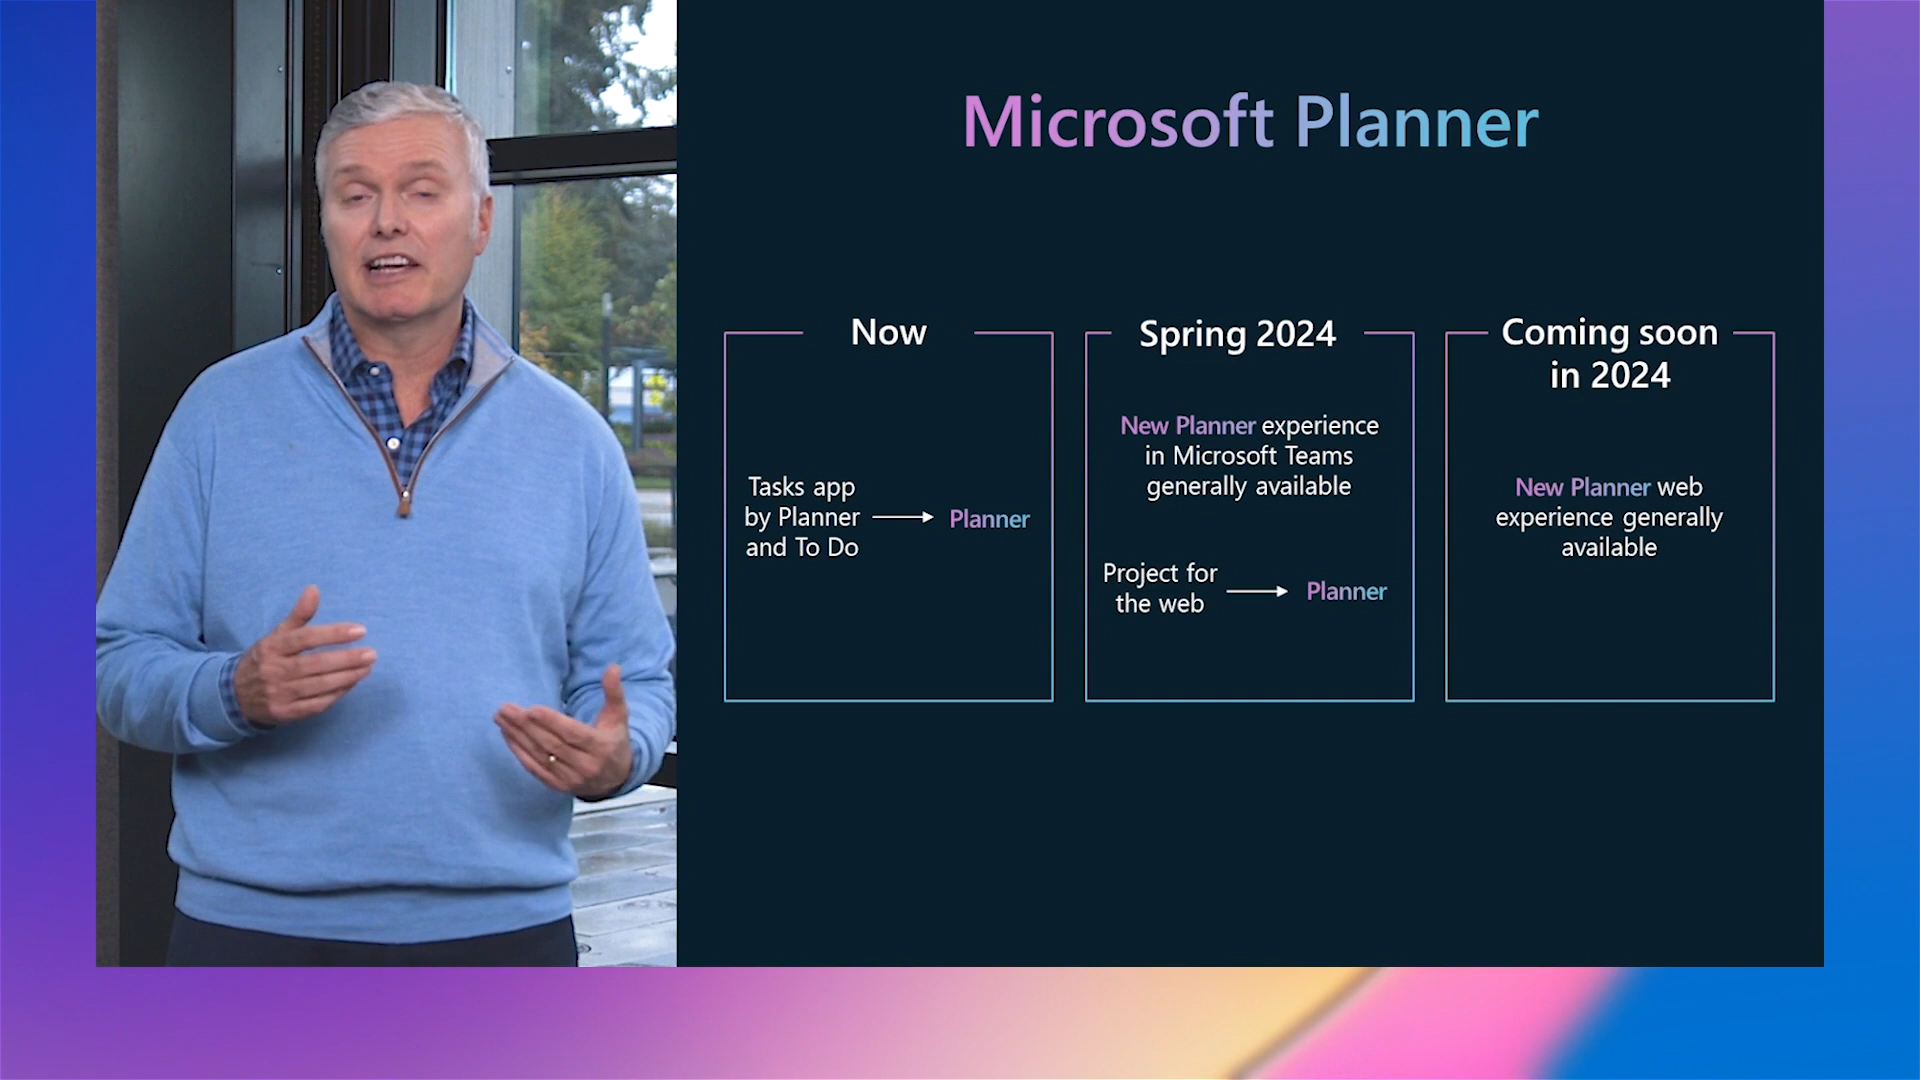 Microsoft Planner
Now
Tasks app
by Planner
and To Do
Planner
Spring 2024
New Planner experience
in Microsoft Teams
generally available
Project for
the web
Planner
Coming soon
in 2024
New Planner web
experience generally
available